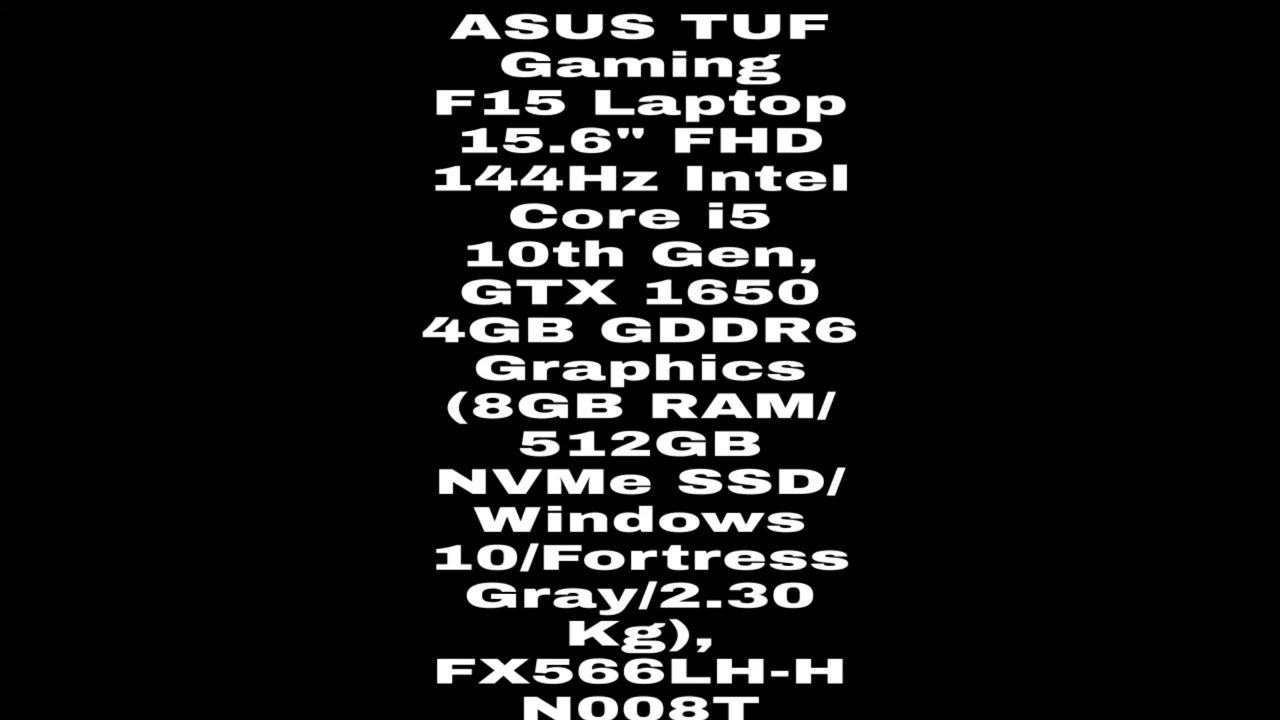 ASUS TUF
Gaming
F15 Laptop
15.6" FHD
144Hz Intel
Core i5
10th Gen,
GTX 1650
4GB GDDR6
Graphics
(8GB RAM/
512GB
NVMe SSD/
Windows
10/Fortress
Gray/2.30
Kg),
FX566LH-H
N008T